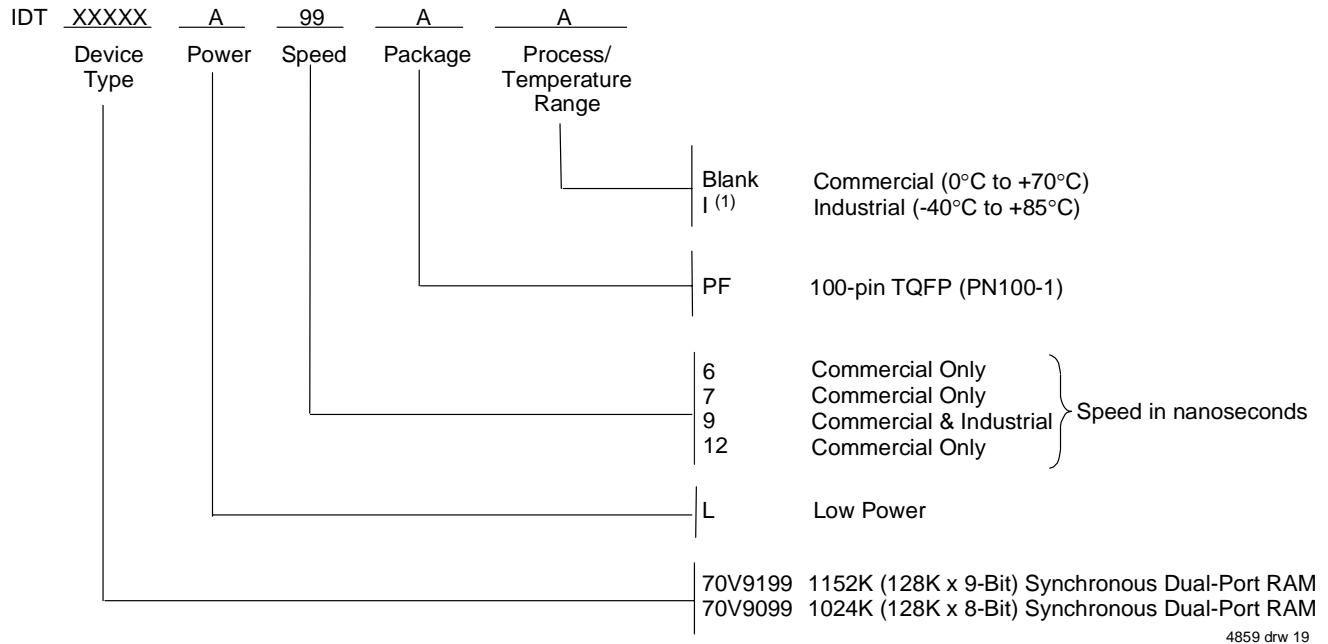 IDT XXXXX A 99 A A
Device Type Power Speed Package Process/ Temperature Range
Blank Commercial (0°C to +70°C)
I (1) Industrial (-40°C to +85°C)
PF 100-pin TQFP (PN100-1)
6 Commercial Only
7 Commercial Only
9 Commercial & Industrial
12 Commercial Only
Speed in nanoseconds
L Low Power
70V9199 1152K (128K x 9-Bit) Synchronous Dual-Port RAM
70V9099 1024K (128K x 8-Bit) Synchronous Dual-Port RAM
4859 drw 19